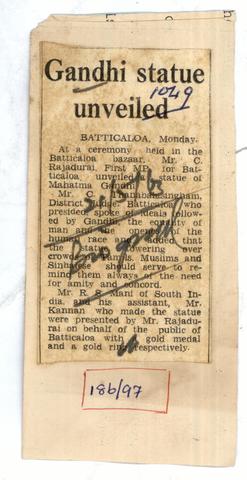 Gandhi statue
unveiled
1049
BATTICALOA, Monday.
At a ceremony held in the
Batticaloa bazaar, Mr. C.
Rajadurai, First MP. for Bat-
ticaloa unveiled a statue of
Mahatma Gandhi.
Mr. C.
District Judge Batticaloa who
presided spoke of ideals follow-
ed by Gandhi, the equality of
man and the oneness of the
human race and added that
the statue towering over
crowds Tamils, Muslims and
Sinhalese should serve to re-
mind them always of the need
for amity and concord.
Mr. R. S. Mani of South In-
dia, and his assistant, Mr.
Kannan who made the statue
were presented by Mr. Rajadu-
rai on behalf of the public of
Batticaloa with a gold medal
and a gold ring respectively.
186/97